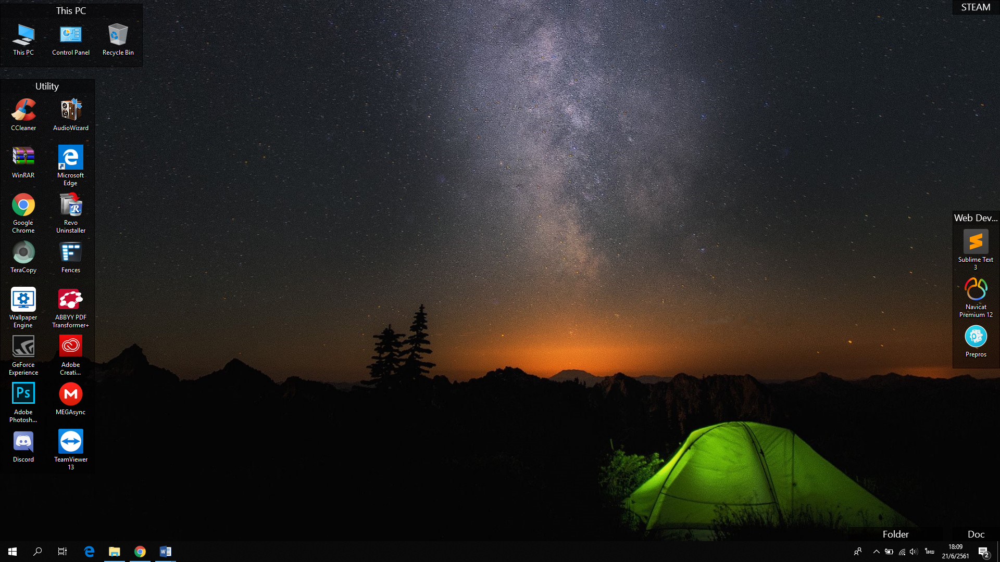 This PC
This PC
Control Panel
Recycle Bin
STEAM
Utility
CCleaner
AudioWizard
WinRAR
Microsoft
Edge
Google
Chrome
Revo
Uninstaller
TeraCopy
Fences
Wallpaper
Engine
ABBYY PDF
Transformer+
GeForce
Experience
Adobe
Creati...
Ps
Adobe
Photosh...
MEGAsync
Discord
TeamViewer
13
Web Dev...
Sublime Text
3
Navicat
Premium 12
Prepros
Folder
Doc
ไทย
18:09
21/6/2561
2